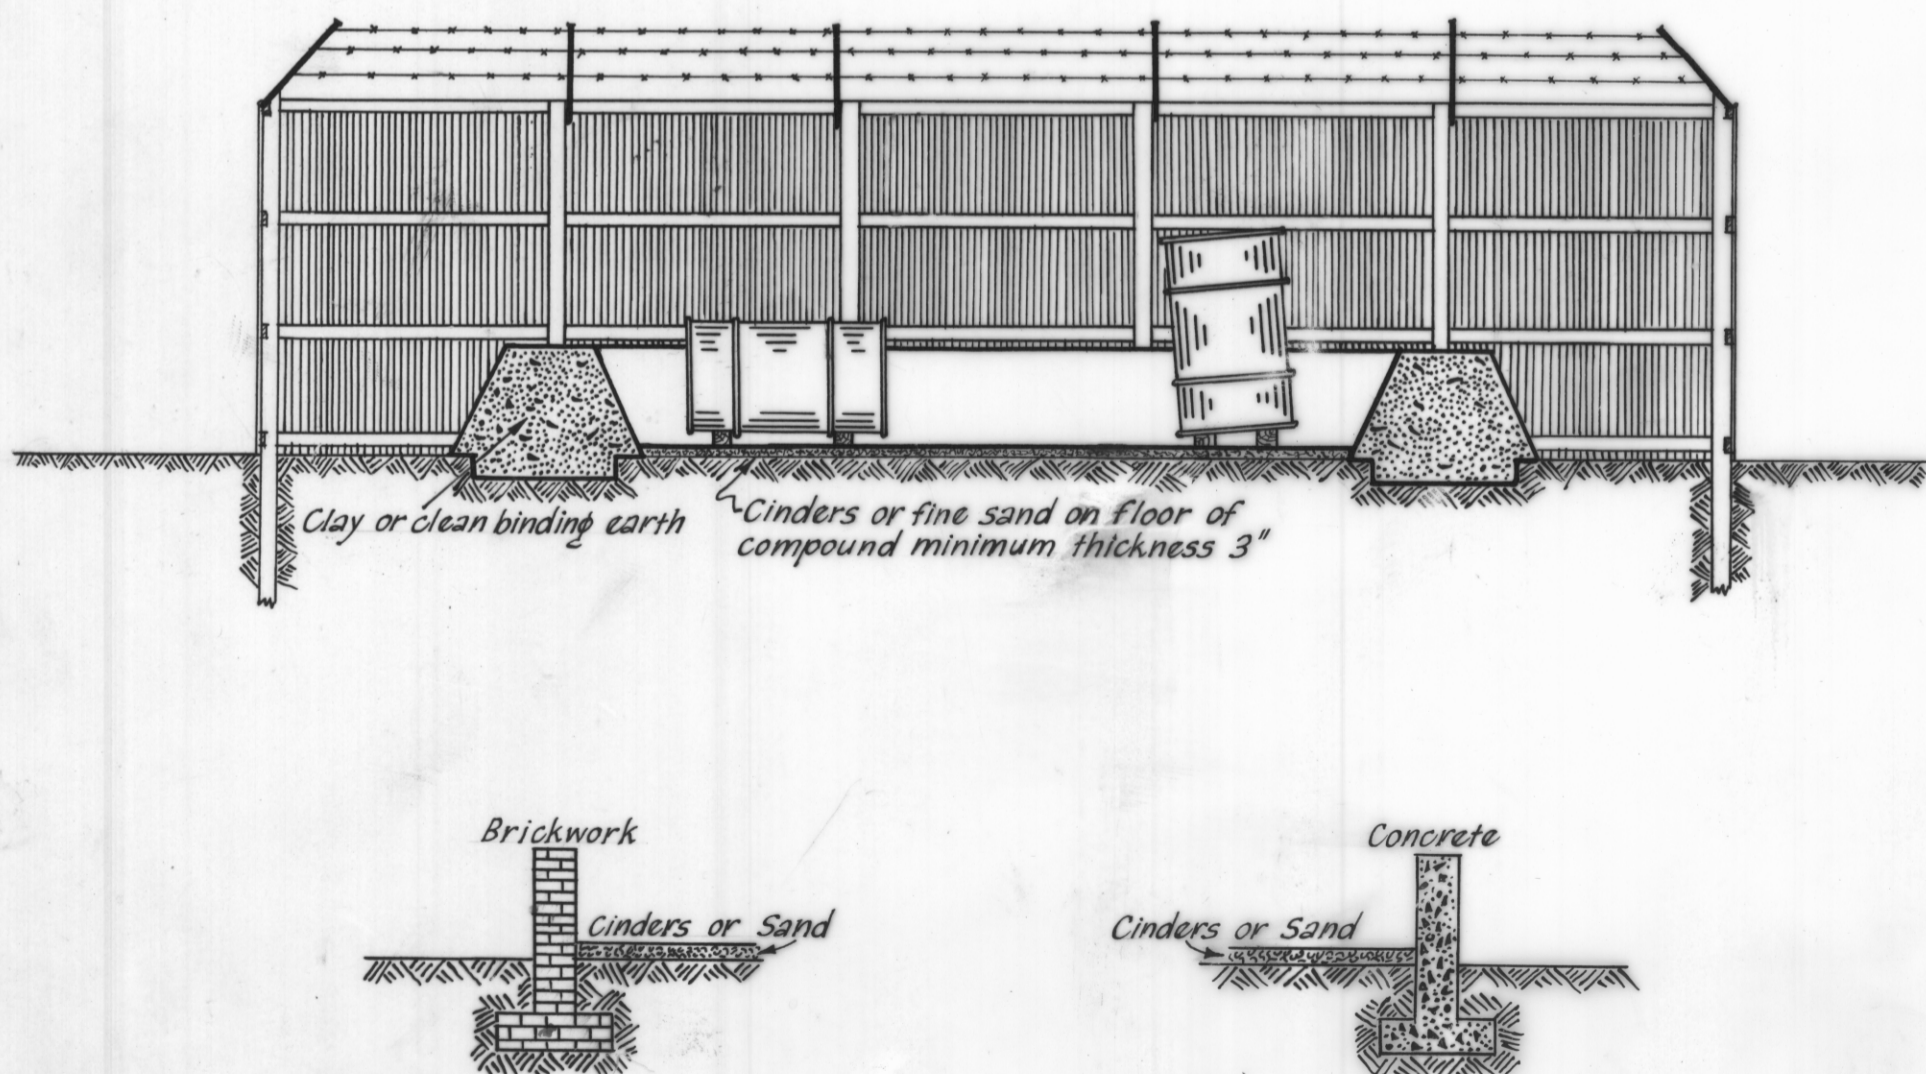 Clay or clean binding earth
Cinders or fine sand on floor of
compound minimum thickness 3"
Brickwork
Cinders or Sand
Concrete
Cinders or Sand